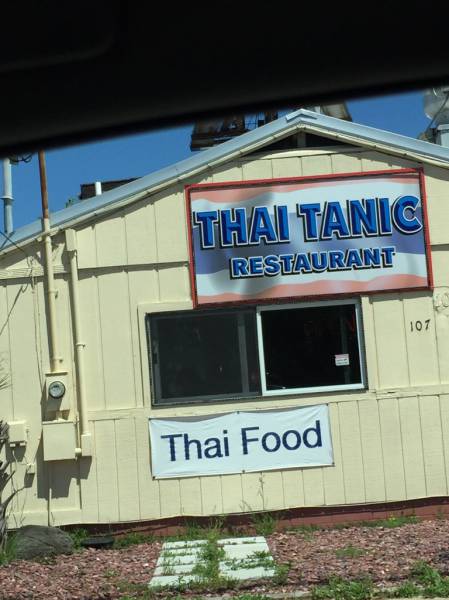 THAI TANIC
RESTAURANT
107
Thai Food